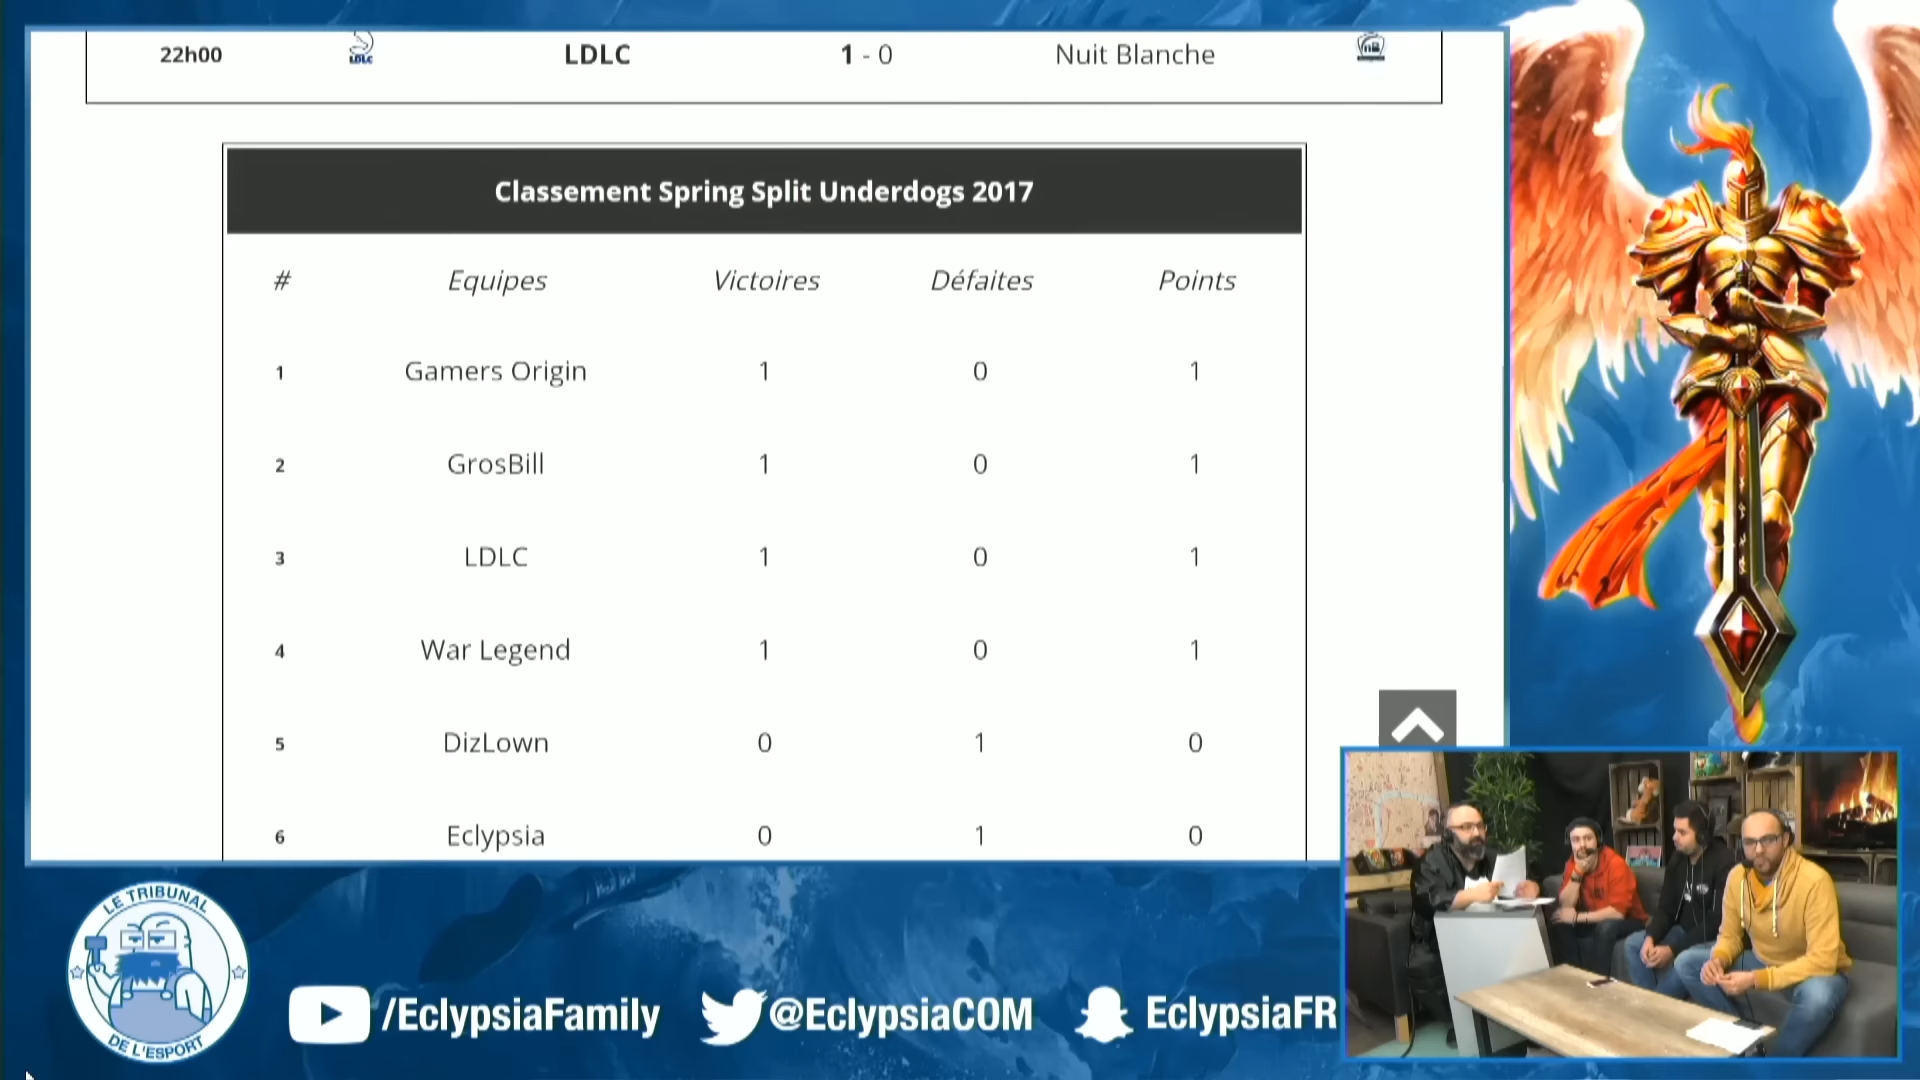 22h00 LDLC LDLC 1 - 0 Nuit Blanche nB
Classement Spring Split Underdogs 2017
# Equipes Victoires Défaites Points
1 Gamers Origin 1 0 1
2 GrosBill 1 0 1
3 LDLC 1 0 1
4 War Legend 1 0 1
5 DizLown 0 1 0
6 Eclypsia 0 1 0
LE TRIBUNAL
DE L'ESPORT
/EclypsiaFamily @EclypsiaCOM EclypsiaFR